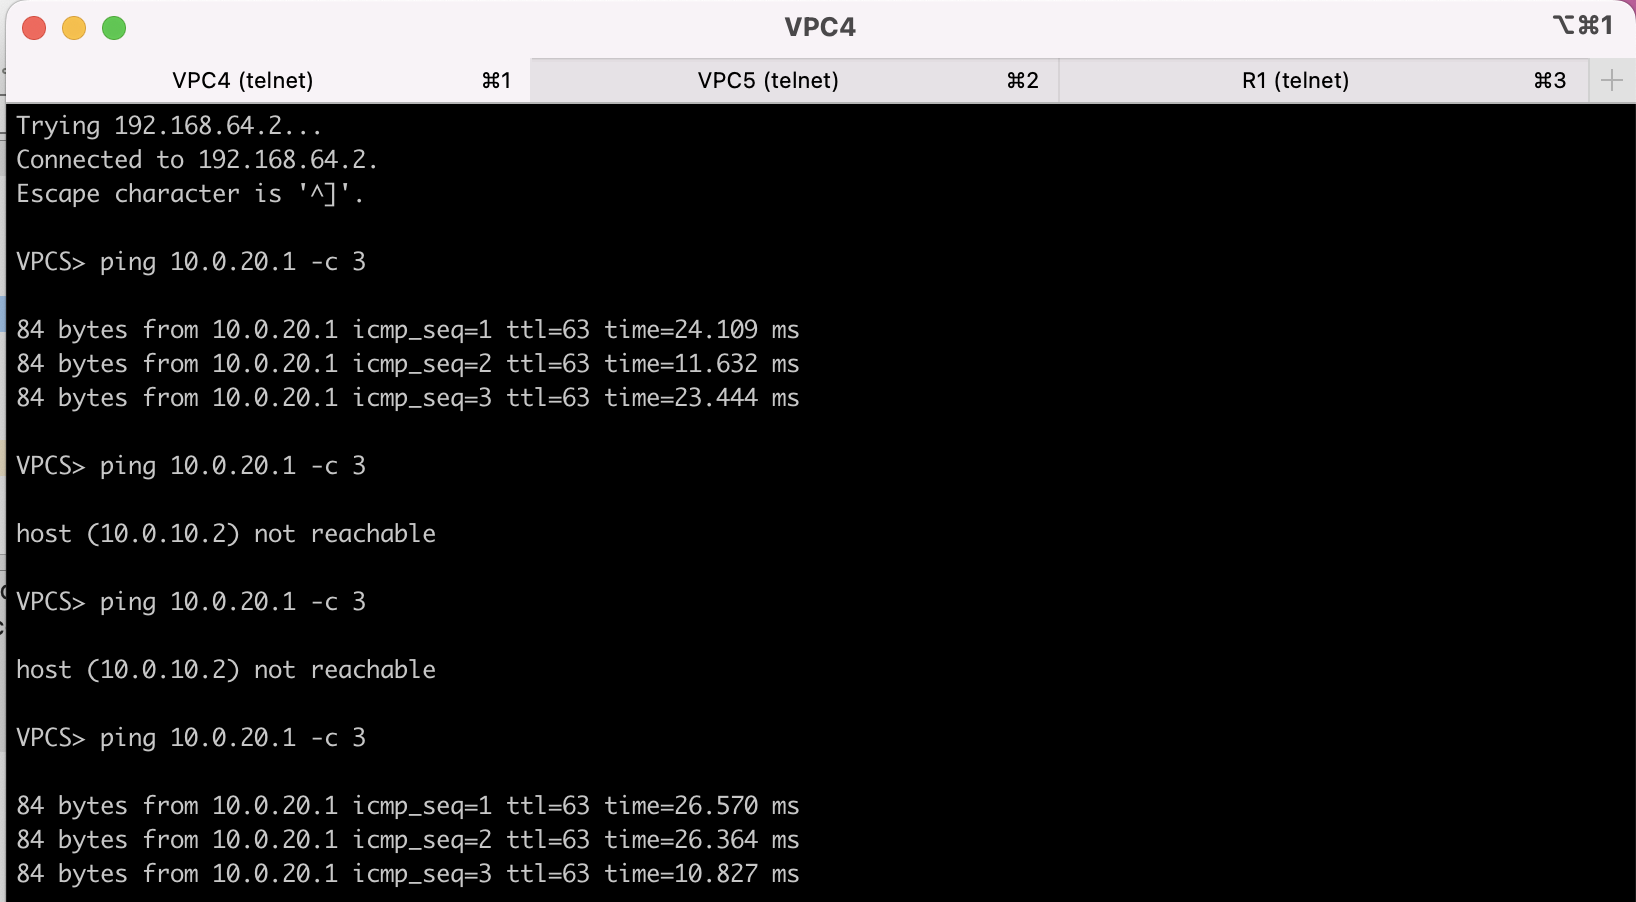 VPC4
⌥⌘1
VPC4 (telnet) ⌘1 VPC5 (telnet) ⌘2 R1 (telnet) ⌘3
Trying 192.168.64.2...
Connected to 192.168.64.2.
Escape character is '^]'.
VPCS> ping 10.0.20.1 -c 3
84 bytes from 10.0.20.1 icmp_seq=1 ttl=63 time=24.109 ms
84 bytes from 10.0.20.1 icmp_seq=2 ttl=63 time=11.632 ms
84 bytes from 10.0.20.1 icmp_seq=3 ttl=63 time=23.444 ms
VPCS> ping 10.0.20.1 -c 3
host (10.0.10.2) not reachable
VPCS> ping 10.0.20.1 -c 3
host (10.0.10.2) not reachable
VPCS> ping 10.0.20.1 -c 3
84 bytes from 10.0.20.1 icmp_seq=1 ttl=63 time=26.570 ms
84 bytes from 10.0.20.1 icmp_seq=2 ttl=63 time=26.364 ms
84 bytes from 10.0.20.1 icmp_seq=3 ttl=63 time=10.827 ms